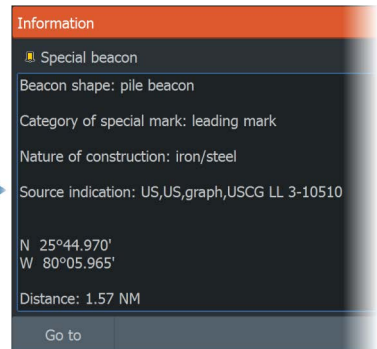 Information
Special beacon
Beacon shape: pile beacon
Category of special mark: leading mark
Nature of construction: iron/steel
Source indication: US,US,graph,USCG LL 3-10510
N 25°44.970'
W 80°05.965'
Distance: 1.57 NM
Go to